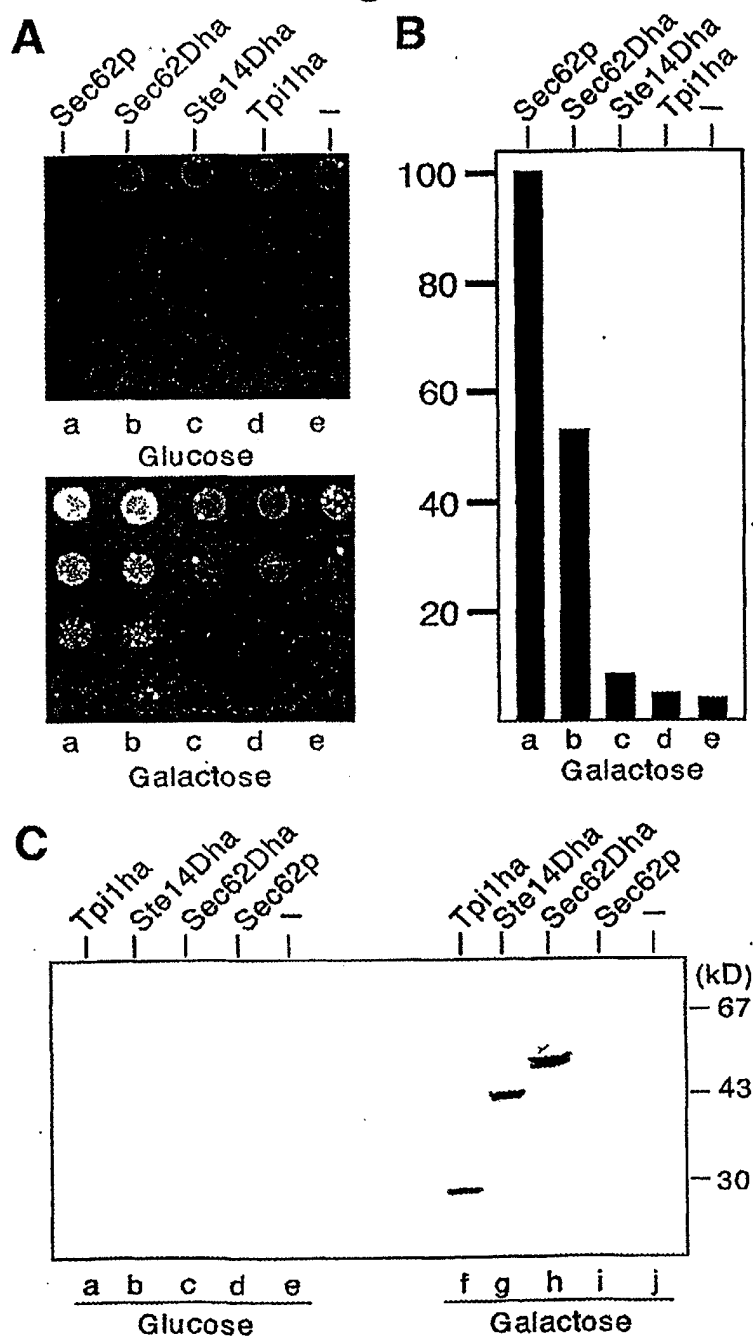 A
Sec62p Sec62Dha Ste14Dha Tpi1ha –
a b c d e
Glucose
a b c d e
Galactose
B
Sec62p Sec62Dha Ste14Dha Tpi1ha –
100
80
60
40
20
a b c d e
Galactose
C
Tpi1ha Ste14Dha Sec62Dha Sec62p – Tpi1ha Ste14Dha Sec62Dha Sec62p –
(kD)
67
43
30
a b c d e f g h i j
Glucose Galactose